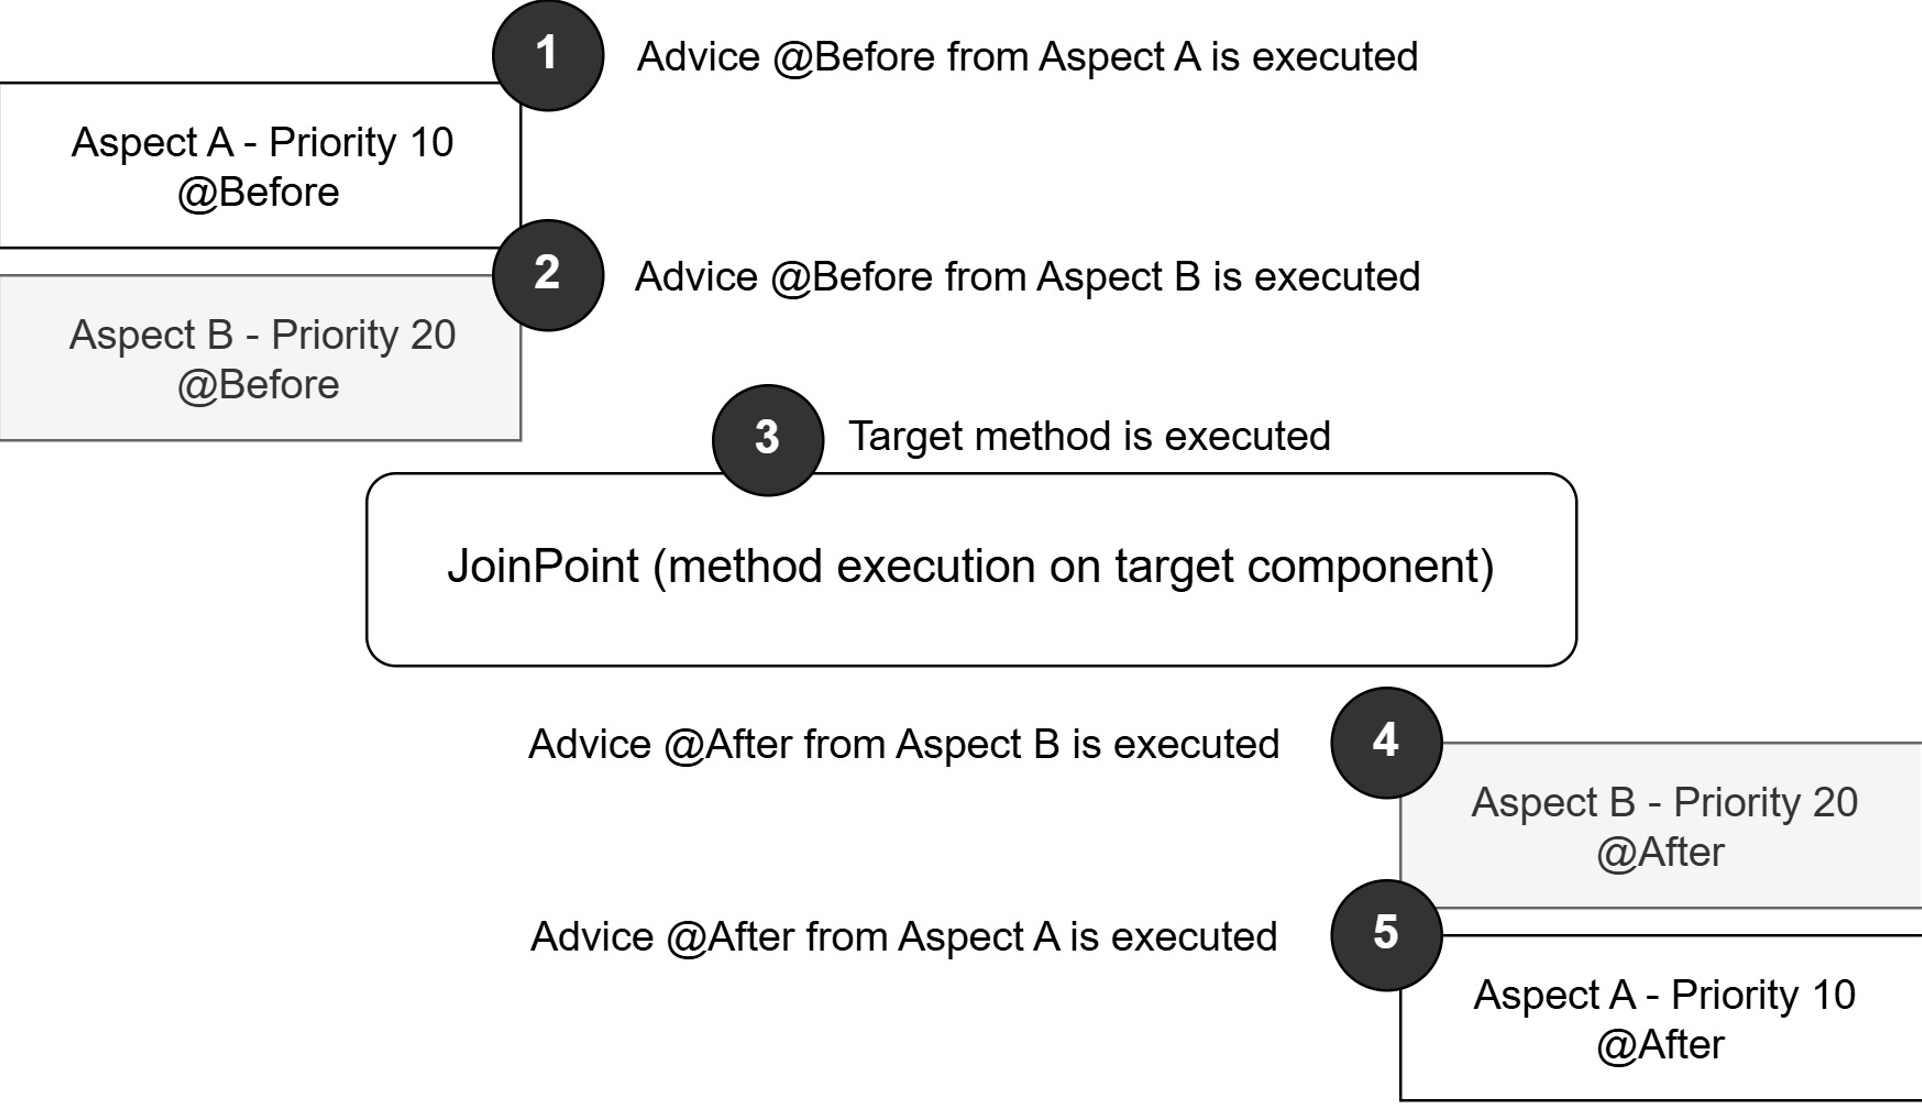 1
Advice @Before from Aspect A is executed
Aspect A - Priority 10
@Before
2
Advice @Before from Aspect B is executed
Aspect B - Priority 20
@Before
3
Target method is executed
JoinPoint (method execution on target component)
Advice @After from Aspect B is executed
4
Aspect B - Priority 20
@After
Advice @After from Aspect A is executed
5
Aspect A - Priority 10
@After